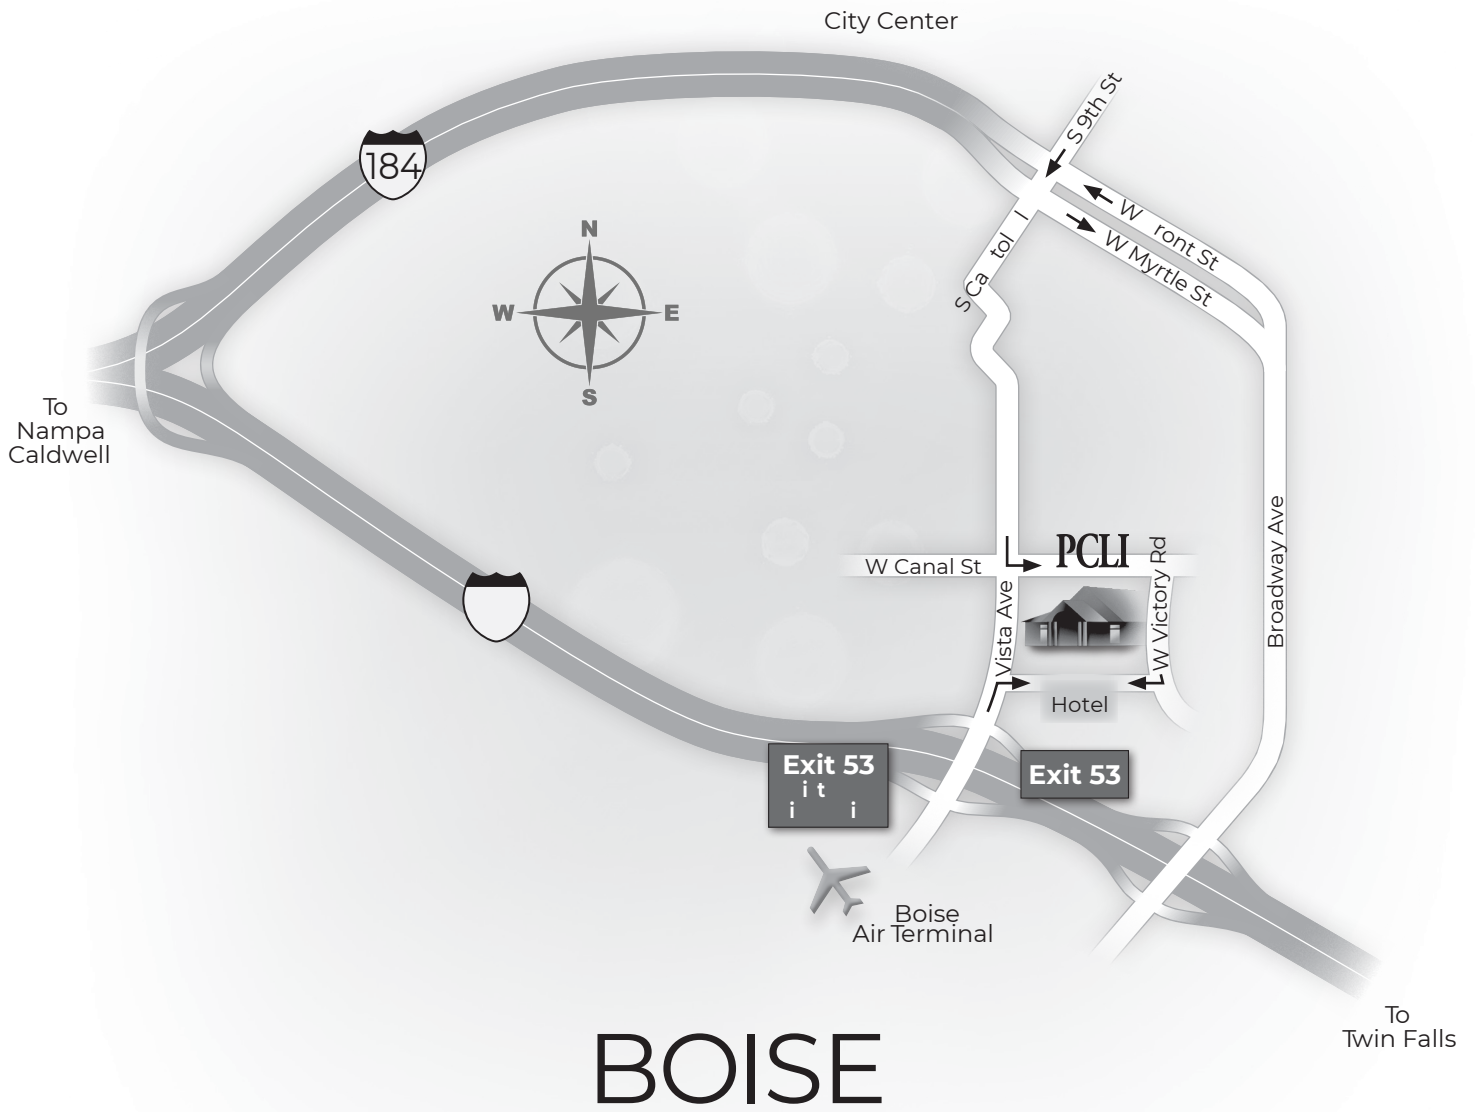 City Center
S 9th St
184
W ront St
W Myrtle St
S Ca tol l
N
W
E
S
To
Nampa
Caldwell
PCLI
W Canal St
W Victory Rd
Vista Ave
Broadway Ave
Hotel
Exit 53
i t
i i
Exit 53
Boise
Air Terminal
To
Twin Falls
BOISE